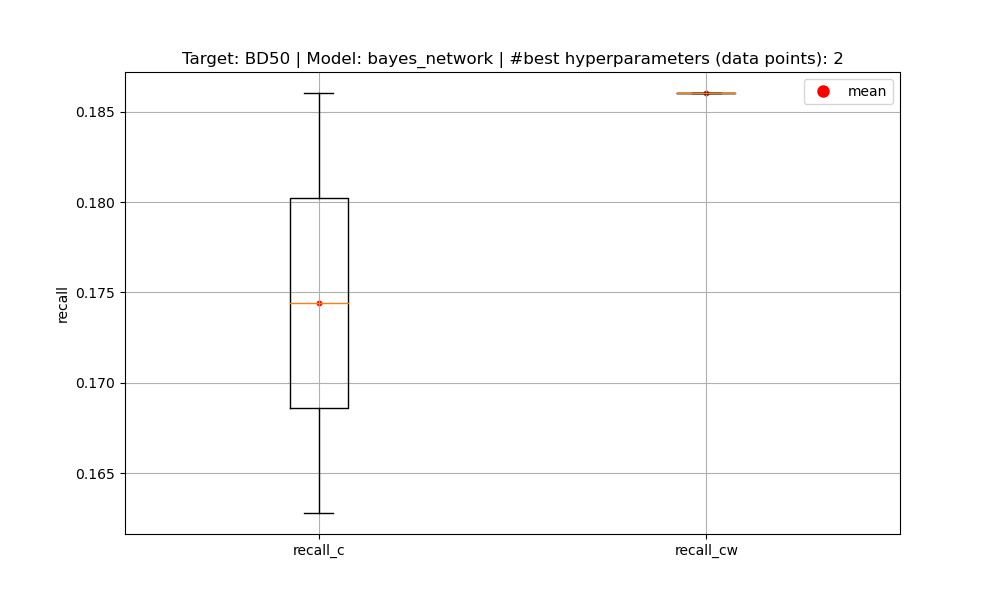 Target: BD50 | Model: bayes_network | #best hyperparameters (data points): 2
mean
0.185
0.180
0.175
0.170
0.165
recall
recall_c
recall_cw